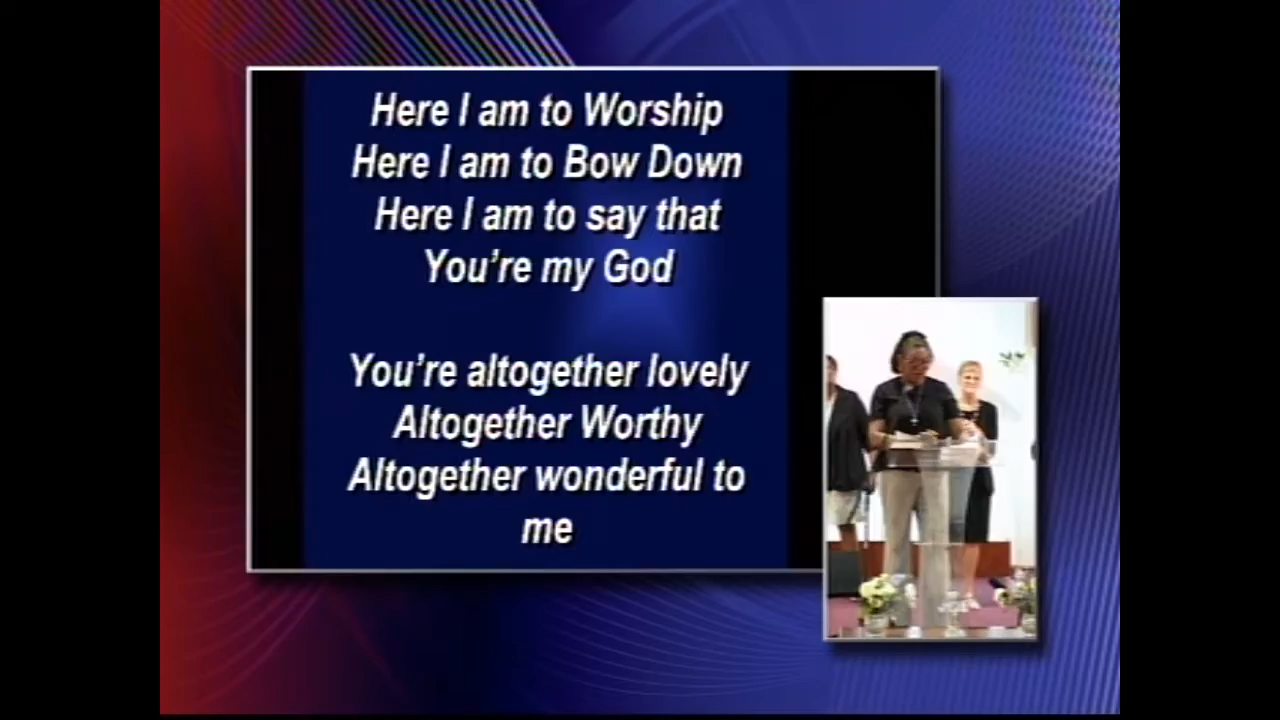 Here I am to Worship
Here I am to Bow Down
Here I am to say that
You're my God
You're altogether lovely
Altogether Worthy
Altogether wonderful to
me